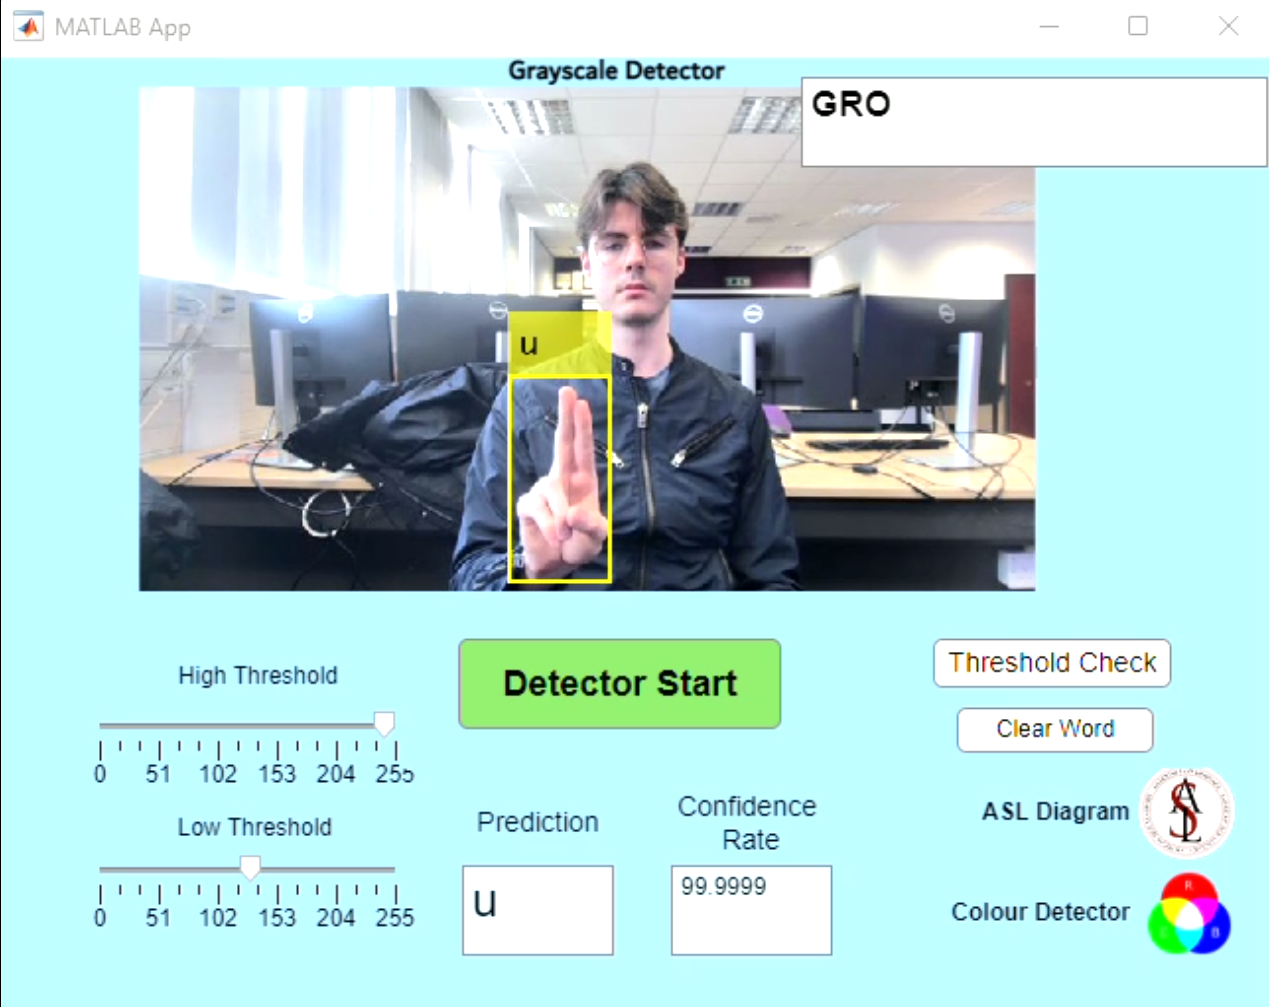 MATLAB App
Grayscale Detector
GRO
u
High Threshold
0 51 102 153 204 255
Low Threshold
0 51 102 153 204 255
Detector Start
Prediction
u
Confidence
Rate
99.9999
Threshold Check
Clear Word
ASL Diagram
ASL
Colour Detector
R
B